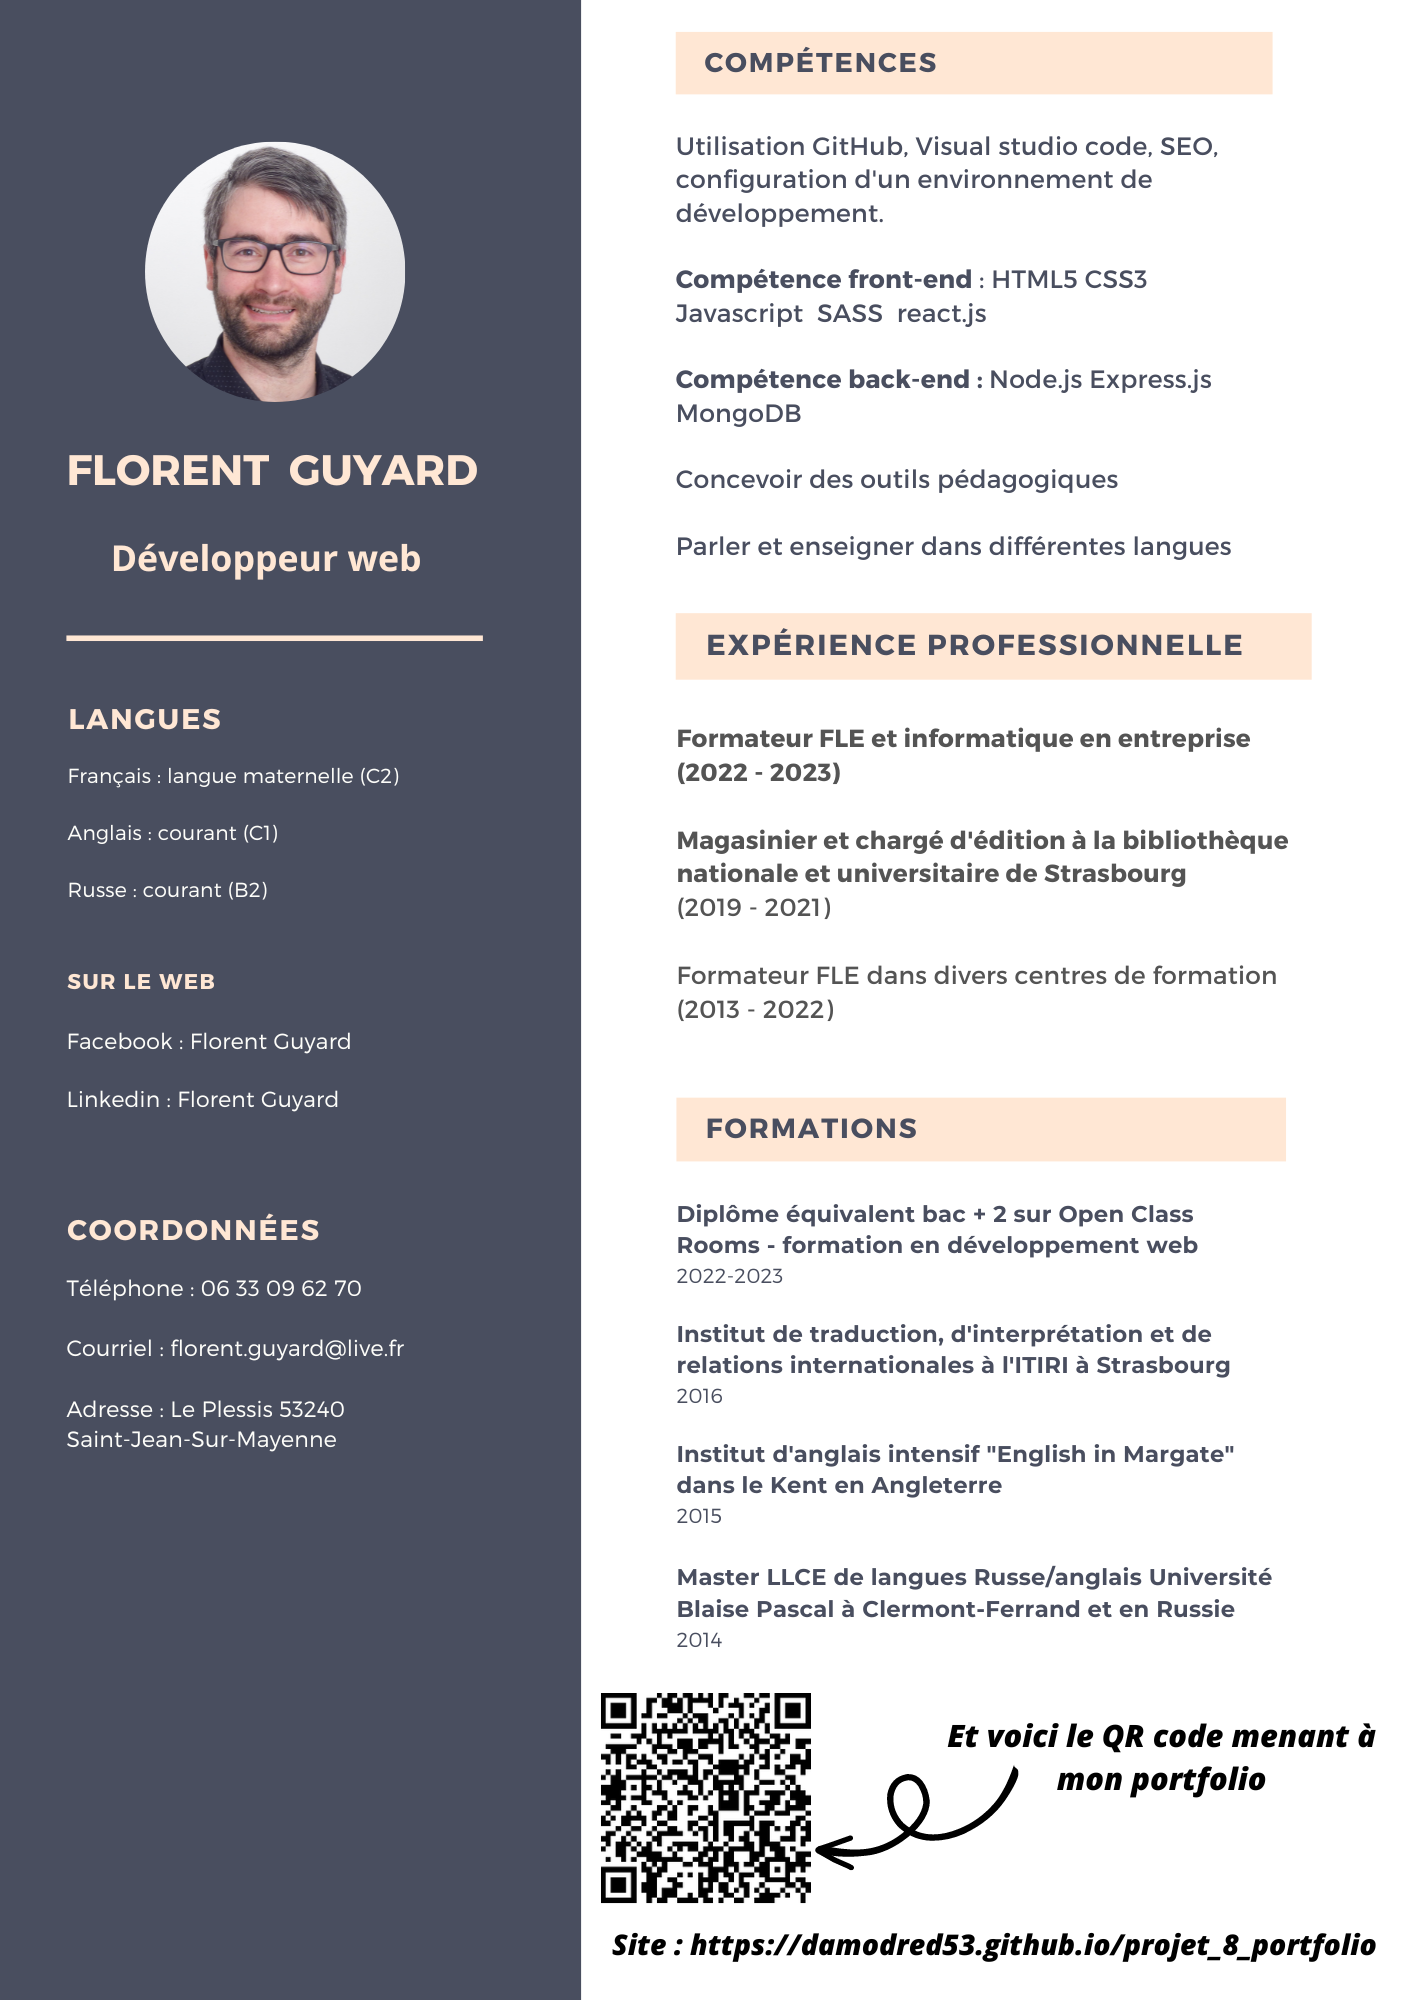 FLORENT GUYARD
Développeur web
LANGUES
Français : langue maternelle (C2)
Anglais : courant (C1)
Russe : courant (B2)
SUR LE WEB
Facebook : Florent Guyard
Linkedin : Florent Guyard
COORDONNÉES
Téléphone : 06 33 09 62 70
Courriel : florent.guyard@live.fr
Adresse : Le Plessis 53240
Saint-Jean-Sur-Mayenne
COMPÉTENCES
Utilisation GitHub, Visual studio code, SEO,
configuration d'un environnement de
développement.
Compétence front-end : HTML5 CSS3
Javascript SASS react.js
Compétence back-end : Node.js Express.js
MongoDB
Concevoir des outils pédagogiques
Parler et enseigner dans différentes langues
EXPÉRIENCE PROFESSIONNELLE
Formateur FLE et informatique en entreprise
(2022 - 2023)
Magasinier et chargé d'édition à la bibliothèque
nationale et universitaire de Strasbourg
(2019 - 2021)
Formateur FLE dans divers centres de formation
(2013 - 2022)
FORMATIONS
Diplôme équivalent bac + 2 sur Open Class
Rooms - formation en développement web
2022-2023
Institut de traduction, d'interprétation et de
relations internationales à l'ITIRI à Strasbourg
2016
Institut d'anglais intensif "English in Margate"
dans le Kent en Angleterre
2015
Master LLCE de langues Russe/anglais Université
Blaise Pascal à Clermont-Ferrand et en Russie
2014
Et voici le QR code menant à
mon portfolio
Site : https://damodred53.github.io/projet_8_portfolio